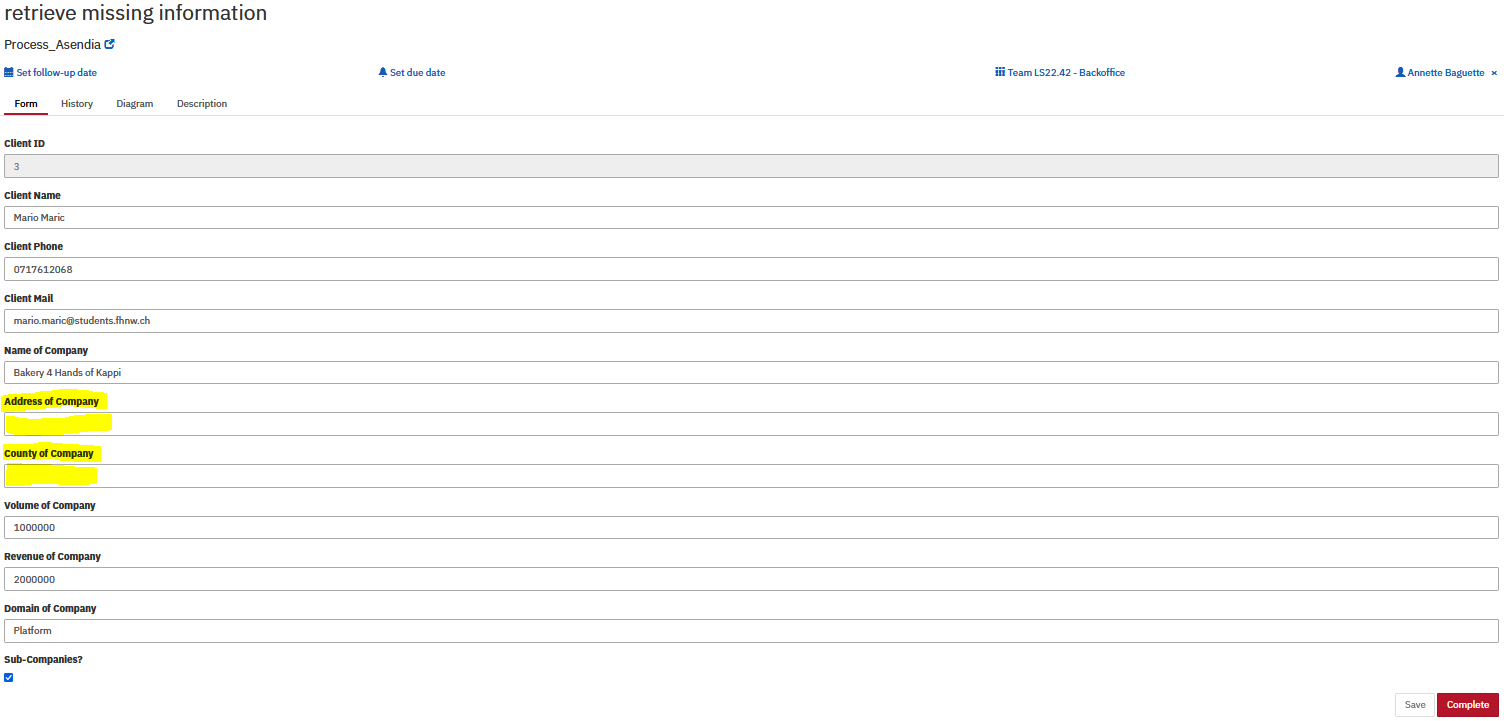 retrieve missing information
Process_Asendia
Set follow-up date Set due date Team LS22.42 - Backoffice Annette Baguette ×
Form History Diagram Description
Client ID
3
Client Name
Mario Maric
Client Phone
0717612068
Client Mail
mario.maric@students.fhnw.ch
Name of Company
Bakery 4 Hands of Kappi
Address of Company
County of Company
Volume of Company
1000000
Revenue of Company
2000000
Domain of Company
Platform
Sub-Companies?
Save Complete